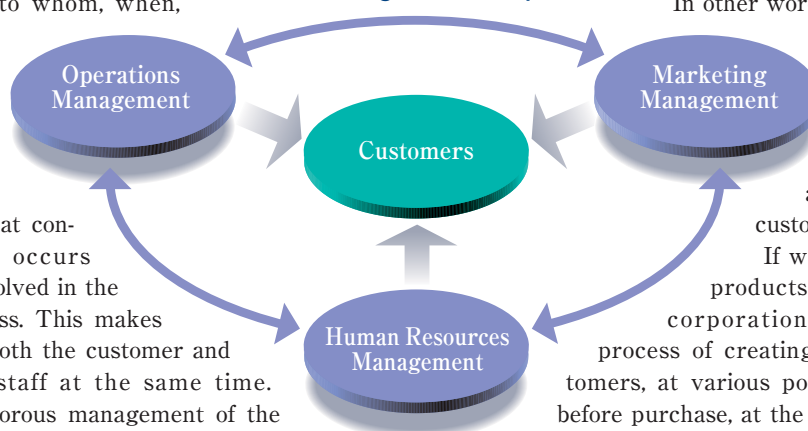 to whom, when,
In other wor
Operations
Management
Marketing
Management
Customers
at con-
occurs
olved in the
ss. This makes
oth the customer and
staff at the same time.
orous management of the
Human Resources
Management
custo
If w
products
corporation
process of creating
tomers, at various po
before purchase, at the